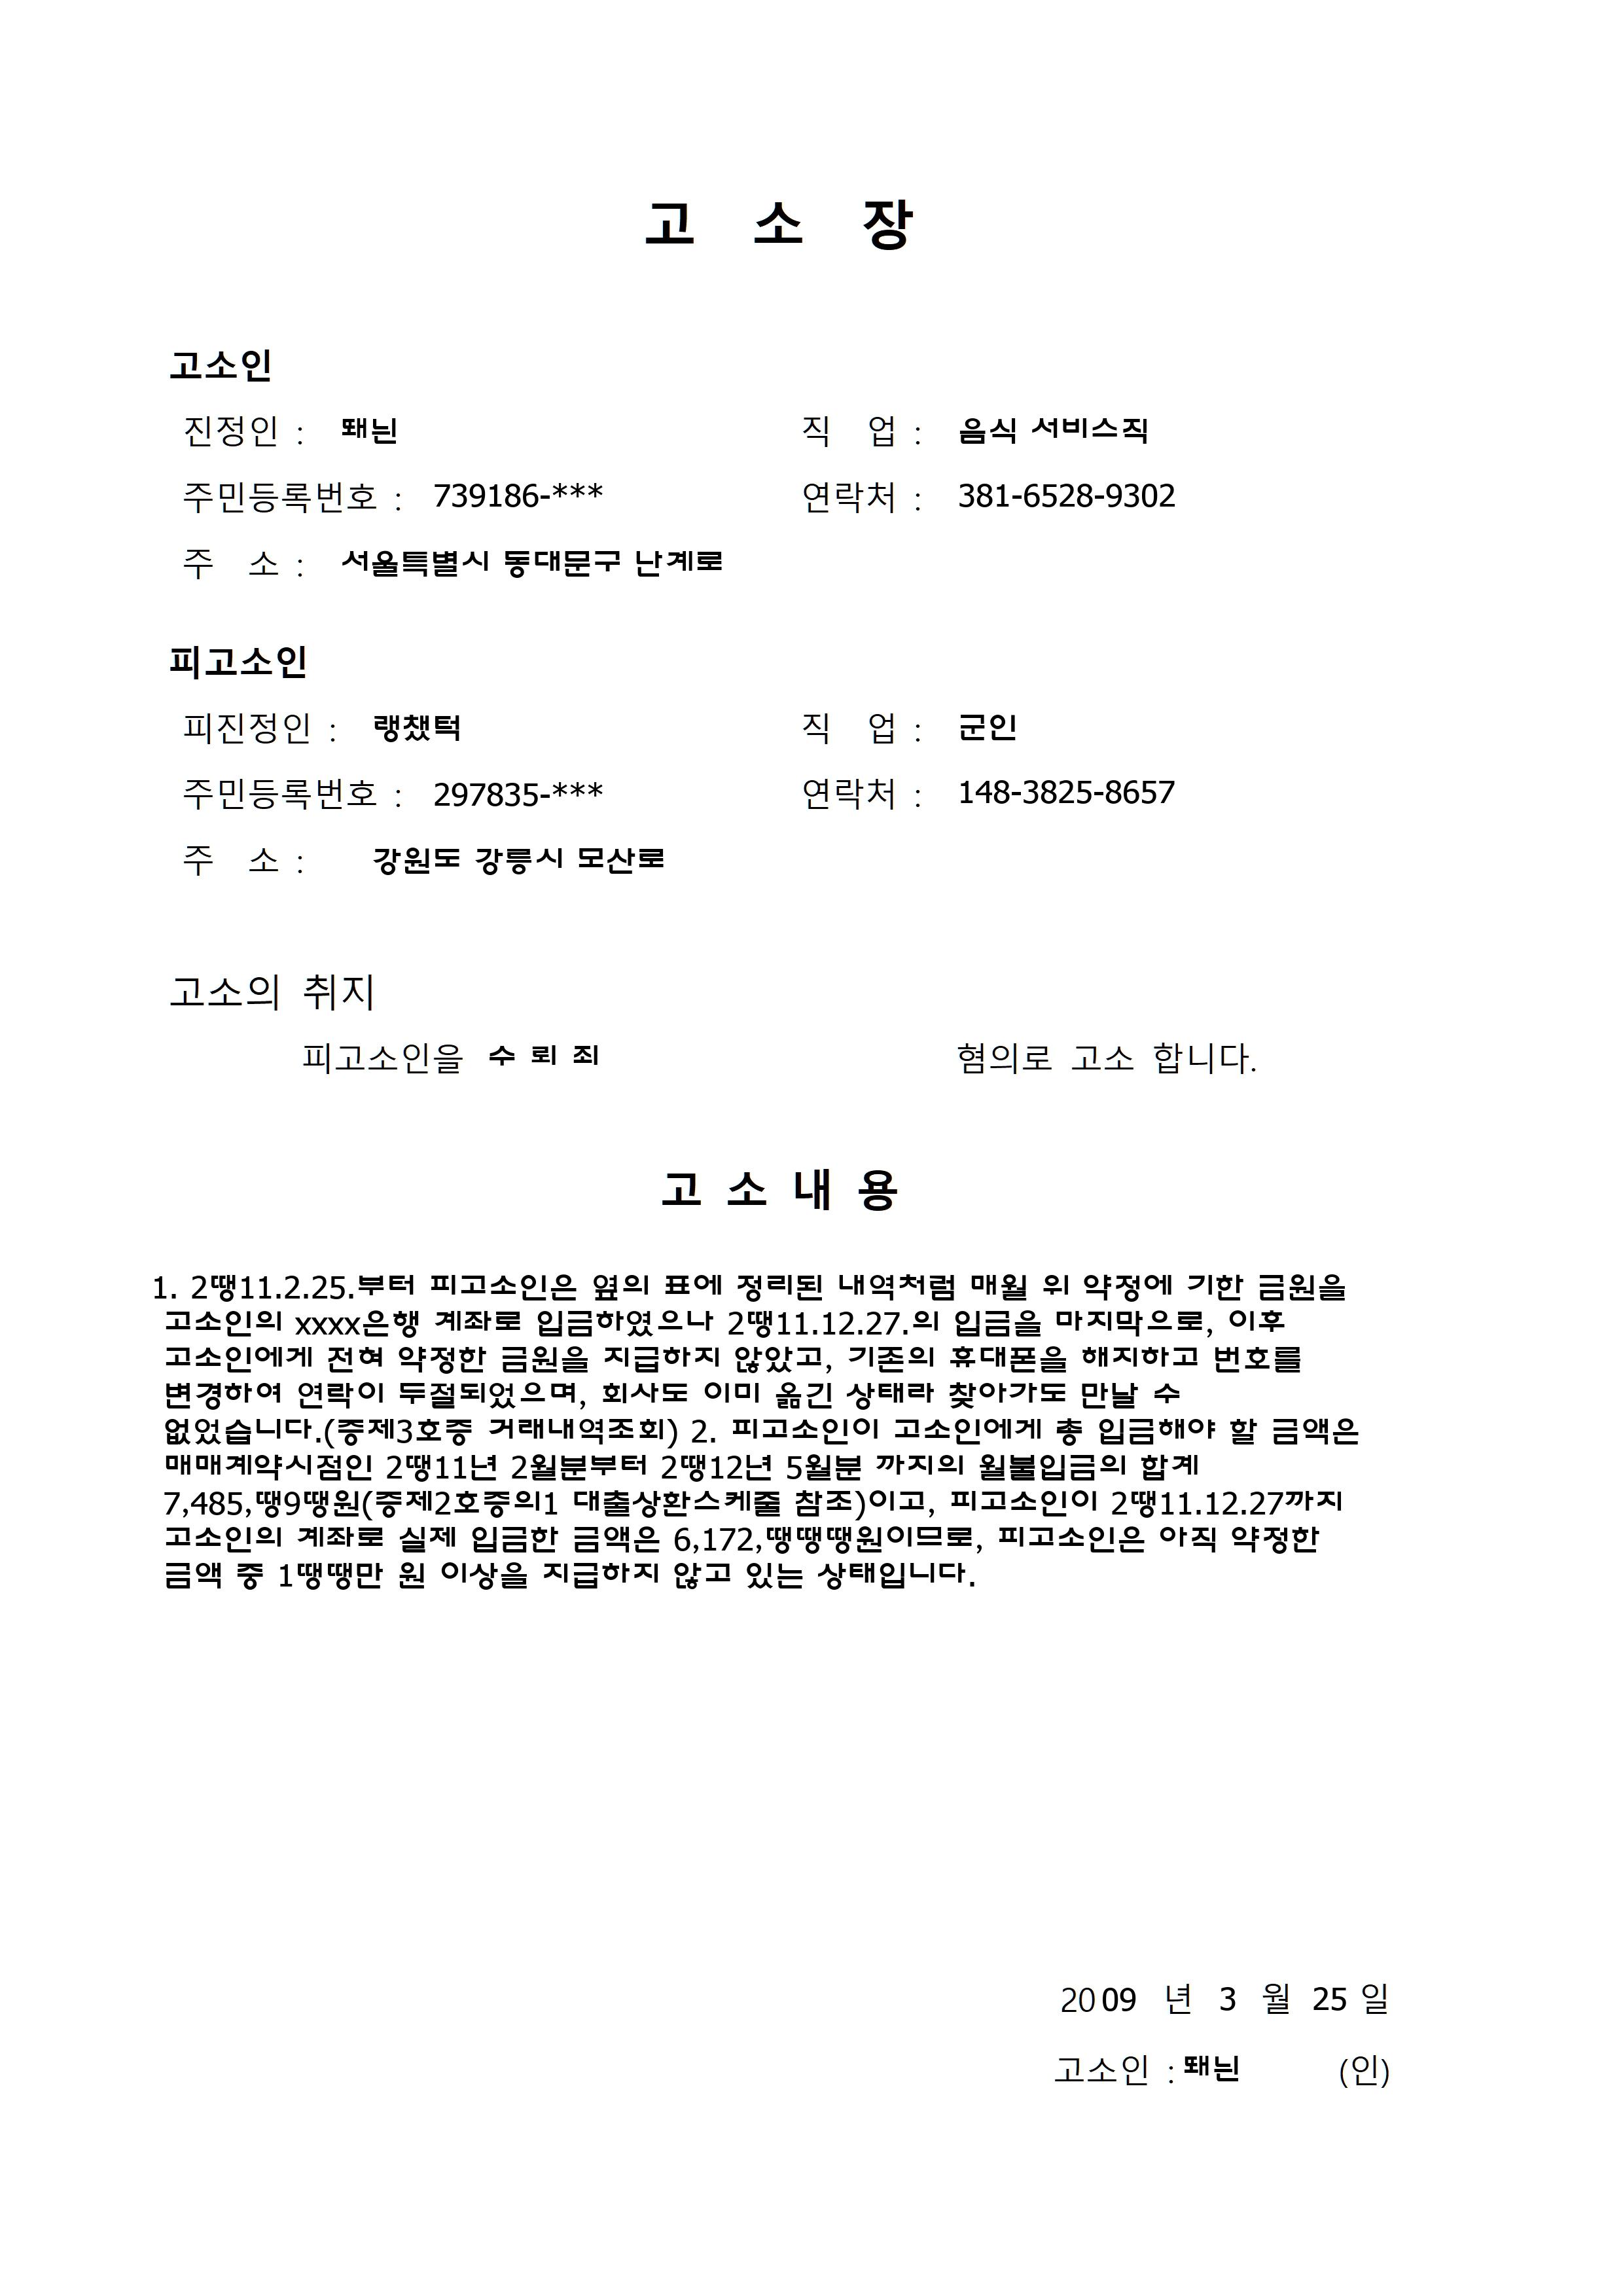 고 소 장
고소인
진정인 : 뙈늰 직 업 : 음식 서비스직
주민등록번호 : 739186-*** 연락처 : 381-6528-9302
주 소 : 서울특별시 동대문구 난계로
피고소인
피진정인 : 랭챘턱 직 업 : 군인
주민등록번호 : 297835-*** 연락처 : 148-3825-8657
주 소 : 강원도 강릉시 모산로
고소의 취지
피고소인을 수 뢰 죄 혐의로 고소 합니다.
고 소 내 용
1. 2땡11.2.25.부터 피고소인은 옆의 표에 정리된 내역처럼 매월 위 약정에 기한 금원을
고소인의 xxxx은행 계좌로 입금하였으나 2땡11.12.27.의 입금을 마지막으로, 이후
고소인에게 전혀 약정한 금원을 지급하지 않았고, 기존의 휴대폰을 해지하고 번호를
변경하여 연락이 두절되었으며, 회사도 이미 옮긴 상태라 찾아가도 만날 수
없었습니다.(증제3호증 거래내역조회) 2. 피고소인이 고소인에게 총 입금해야 할 금액은
매매계약시점인 2땡11년 2월분부터 2땡12년 5월분 까지의 월불입금의 합계
7,485,땡9땡원(증제2호증의1 대출상환스케줄 참조)이고, 피고소인이 2땡11.12.27까지
고소인의 계좌로 실제 입금한 금액은 6,172,땡땡땡원이므로, 피고소인은 아직 약정한
금액 중 1땡땡만 원 이상을 지급하지 않고 있는 상태입니다.
2009 년 3 월 25 일
고소인 : 뙈늰 (인)